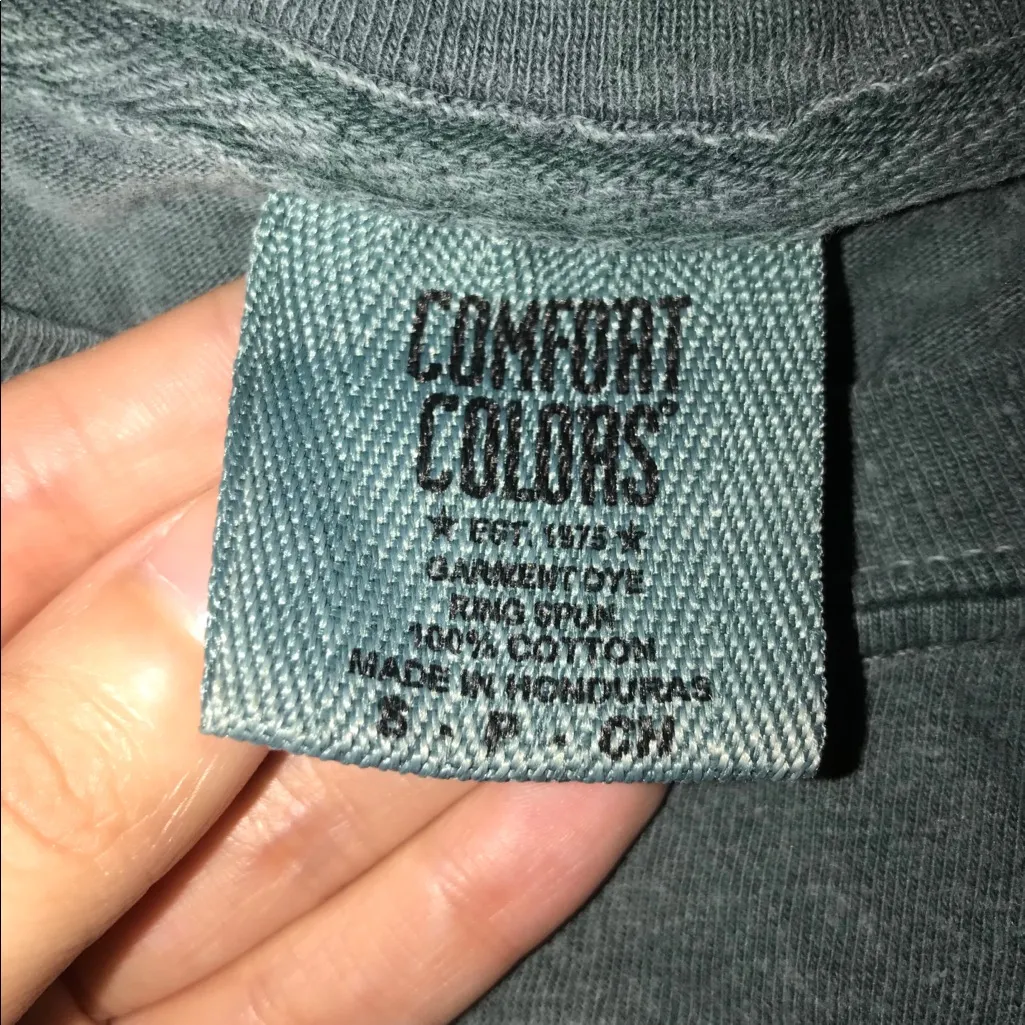 COMFORT
COLORS®
★ EST. 1975 ★
GARMENT DYE
RING SPUN
100% COTTON
MADE IN HONDURAS
S · P · CH